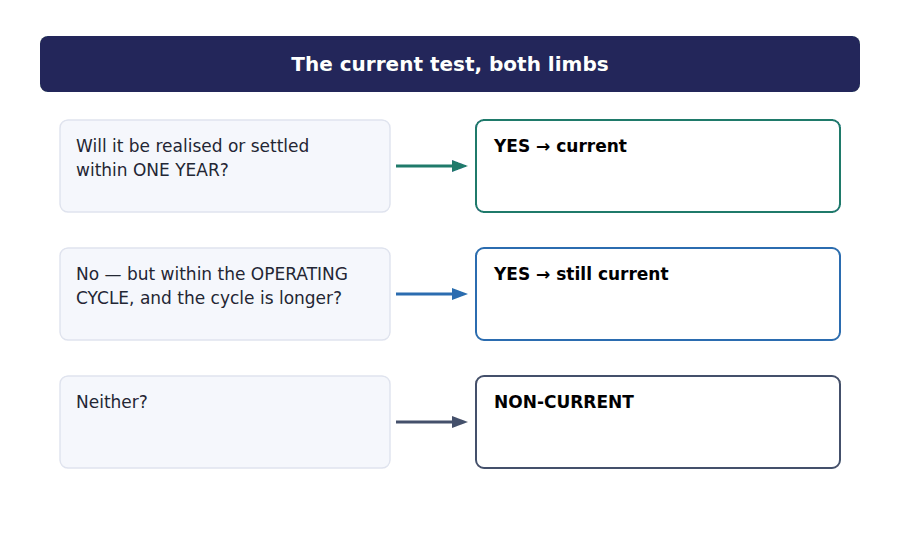 The current test, both limbs
Will it be realised or settled
within ONE YEAR?
YES → current
No — but within the OPERATING
CYCLE, and the cycle is longer?
YES → still current
Neither?
NON-CURRENT